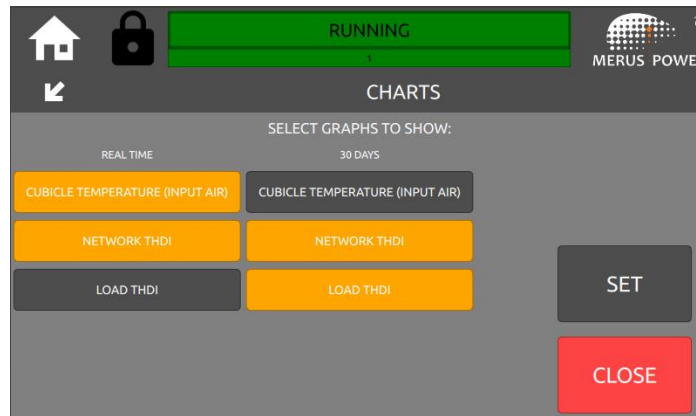 RUNNING
1
MERUS POWE
CHARTS
SELECT GRAPHS TO SHOW:
REAL TIME
30 DAYS
CUBICLE TEMPERATURE (INPUT AIR)
CUBICLE TEMPERATURE (INPUT AIR)
NETWORK THDI
NETWORK THDI
LOAD THDI
LOAD THDI
SET
CLOSE